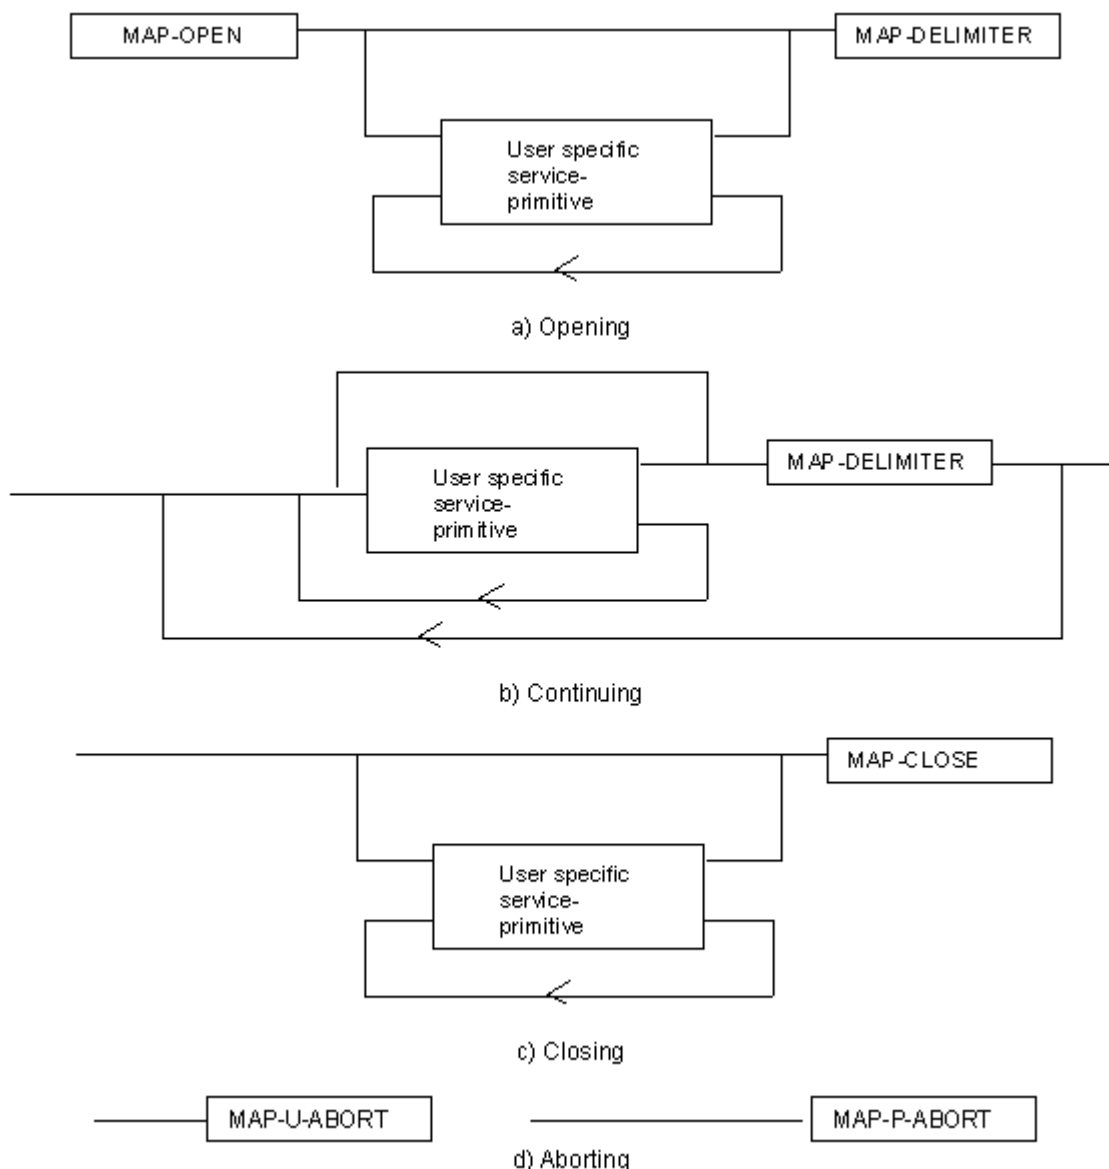 MAP-OPEN
MAP-DELIMITER
User specific
service-
primitive
a) Opening
User specific
service-
primitive
MAP-DELIMITER
b) Continuing
MAP-CLOSE
User specific
service-
primitive
c) Closing
MAP-U-ABORT
MAP-P-ABORT
d) Aborting